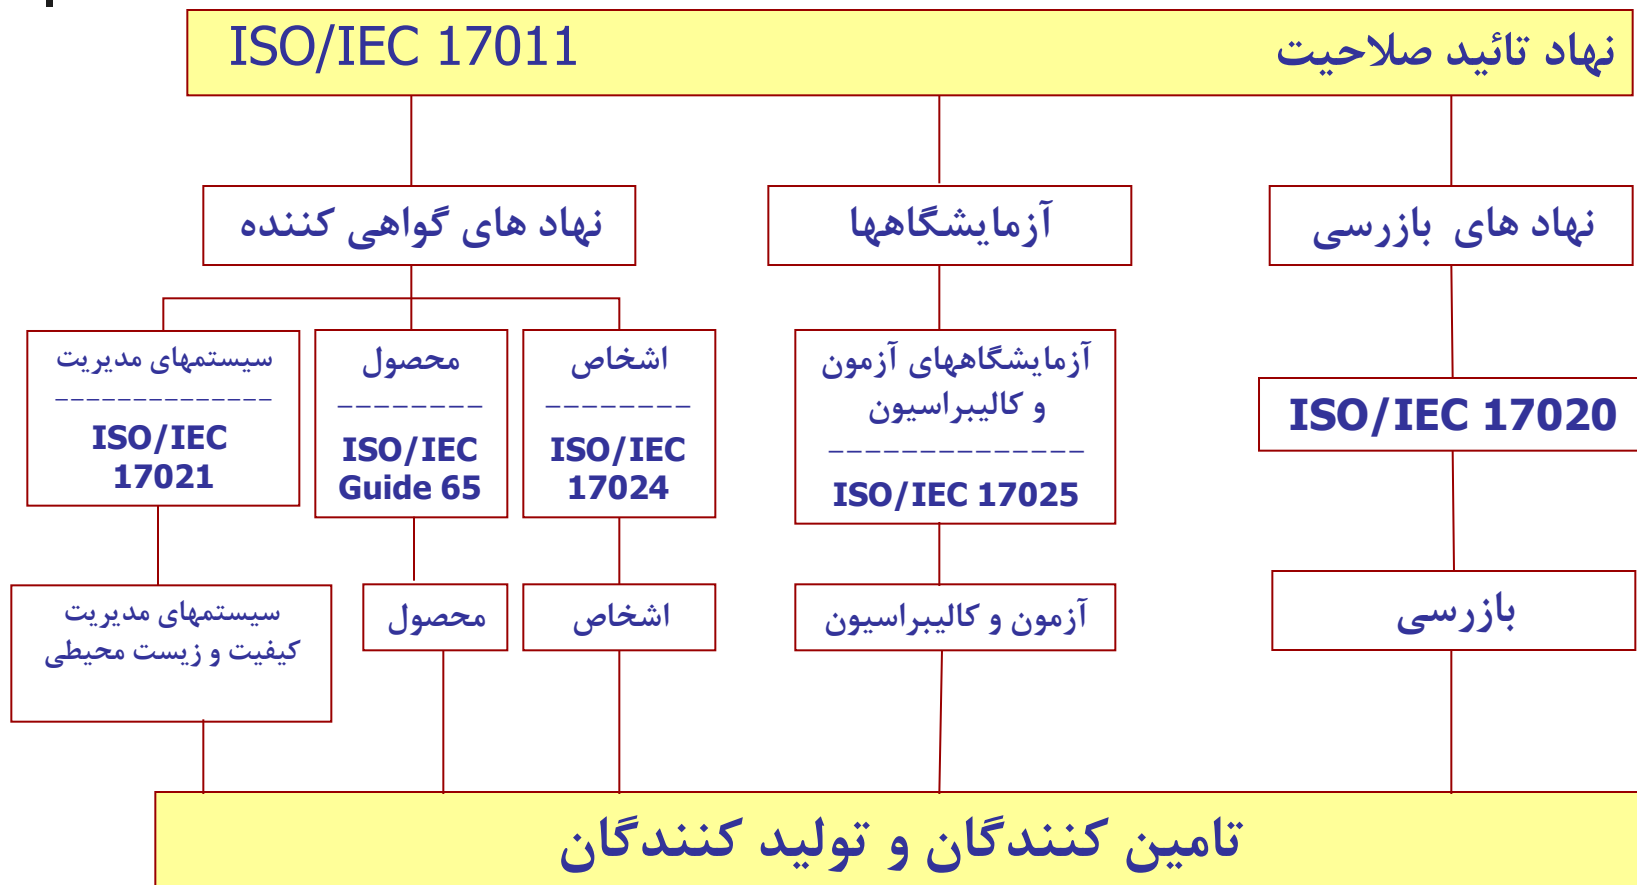 نهاد تائید صلاحیت ISO/IEC 17011
نهاد های بازرسی
آزمایشگاهها
نهاد های گواهی کننده
ISO/IEC 17020
آزمایشگاههای آزمون
و کالیبراسیون
-------------
ISO/IEC 17025
اشخاص
--------
ISO/IEC
17024
محصول
--------
ISO/IEC
Guide 65
سیستمهای مدیریت
--------------
ISO/IEC
17021
بازرسی
آزمون و کالیبراسیون
اشخاص
محصول
سیستمهای مدیریت
کیفیت و زیست محیطی
تامین کنندگان و تولید کنندگان